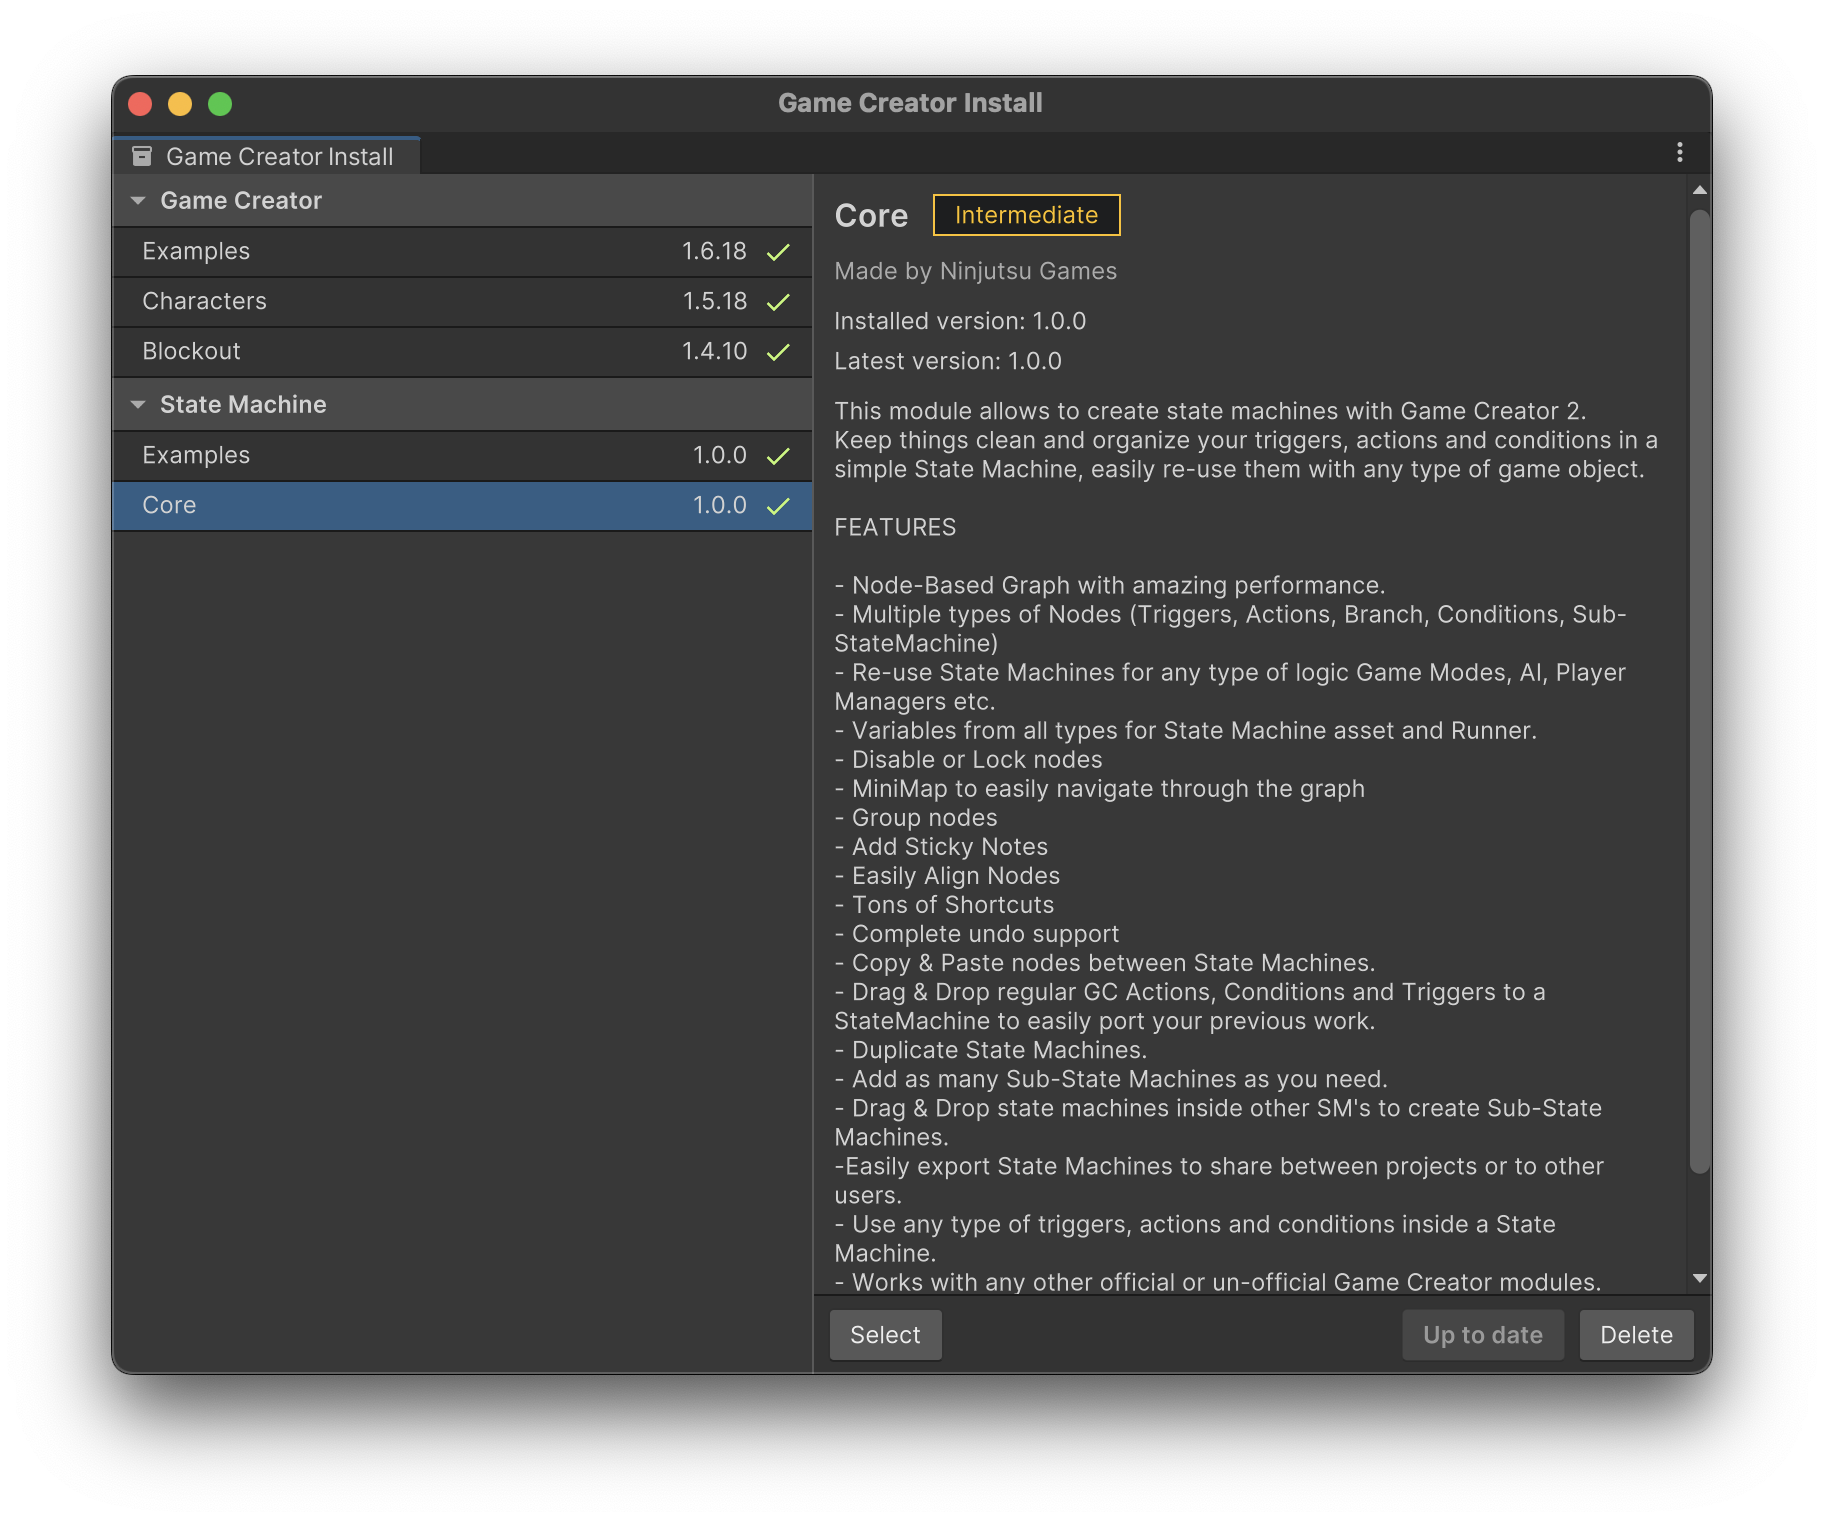 Game Creator Install
Game Creator Install
Game Creator
Examples 1.6.18
Characters 1.5.18
Blockout 1.4.10
State Machine
Examples 1.0.0
Core 1.0.0
Core Intermediate
Made by Ninjutsu Games
Installed version: 1.0.0
Latest version: 1.0.0
This module allows to create state machines with Game Creator 2.
Keep things clean and organize your triggers, actions and conditions in a
simple State Machine, easily re-use them with any type of game object.
FEATURES
- Node-Based Graph with amazing performance.
- Multiple types of Nodes (Triggers, Actions, Branch, Conditions, Sub-
StateMachine)
- Re-use State Machines for any type of logic Game Modes, AI, Player
Managers etc.
- Variables from all types for State Machine asset and Runner.
- Disable or Lock nodes
- MiniMap to easily navigate through the graph
- Group nodes
- Add Sticky Notes
- Easily Align Nodes
- Tons of Shortcuts
- Complete undo support
- Copy & Paste nodes between State Machines.
- Drag & Drop regular GC Actions, Conditions and Triggers to a
StateMachine to easily port your previous work.
- Duplicate State Machines.
- Add as many Sub-State Machines as you need.
- Drag & Drop state machines inside other SM's to create Sub-State
Machines.
-Easily export State Machines to share between projects or to other
users.
- Use any type of triggers, actions and conditions inside a State
Machine.
- Works with any other official or un-official Game Creator modules.
Select Up to date Delete